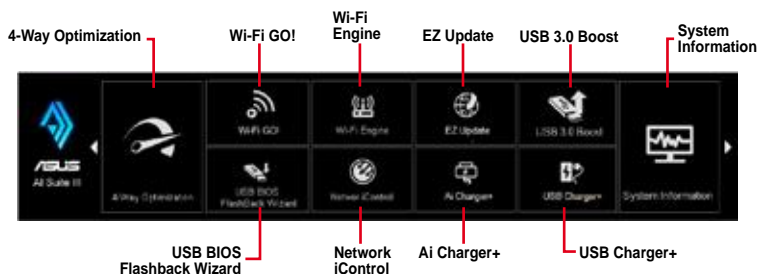 4-Way Optimization
Wi-Fi GO!
Wi-Fi
Engine
EZ Update
USB 3.0 Boost
System
Information
ASUS
AI Suite III
4-Way Optimization
Wi-Fi GO!
Wi-Fi Engine
EZ Update
USB 3.0 Boost
System Information
USB BIOS
FlashBack Wizard
Network iControl
Ai Charger+
USB Charger+
USB BIOS
Flashback Wizard
Network
iControl
Ai Charger+
USB Charger+